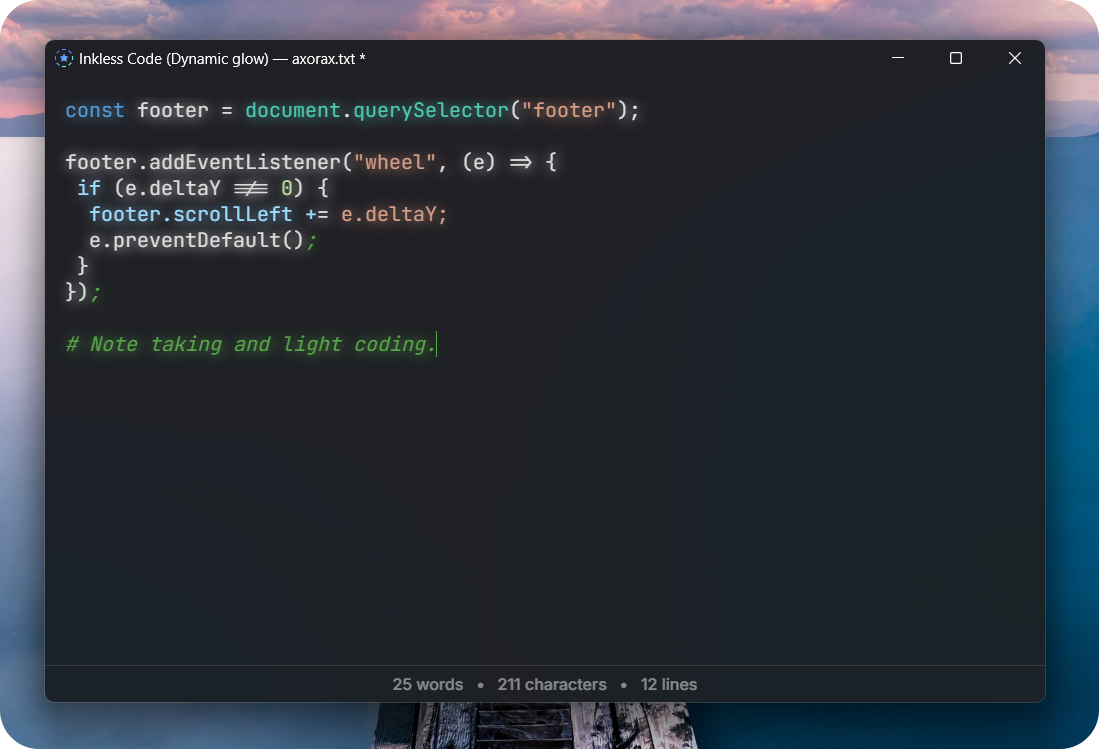 Inkless Code (Dynamic glow) — axorax.txt *
const footer = document.querySelector("footer");

footer.addEventListener("wheel", (e) => {
 if (e.deltaY !== 0) {
  footer.scrollLeft += e.deltaY;
  e.preventDefault();
 }
});

# Note taking and light coding.
25 words • 211 characters • 12 lines